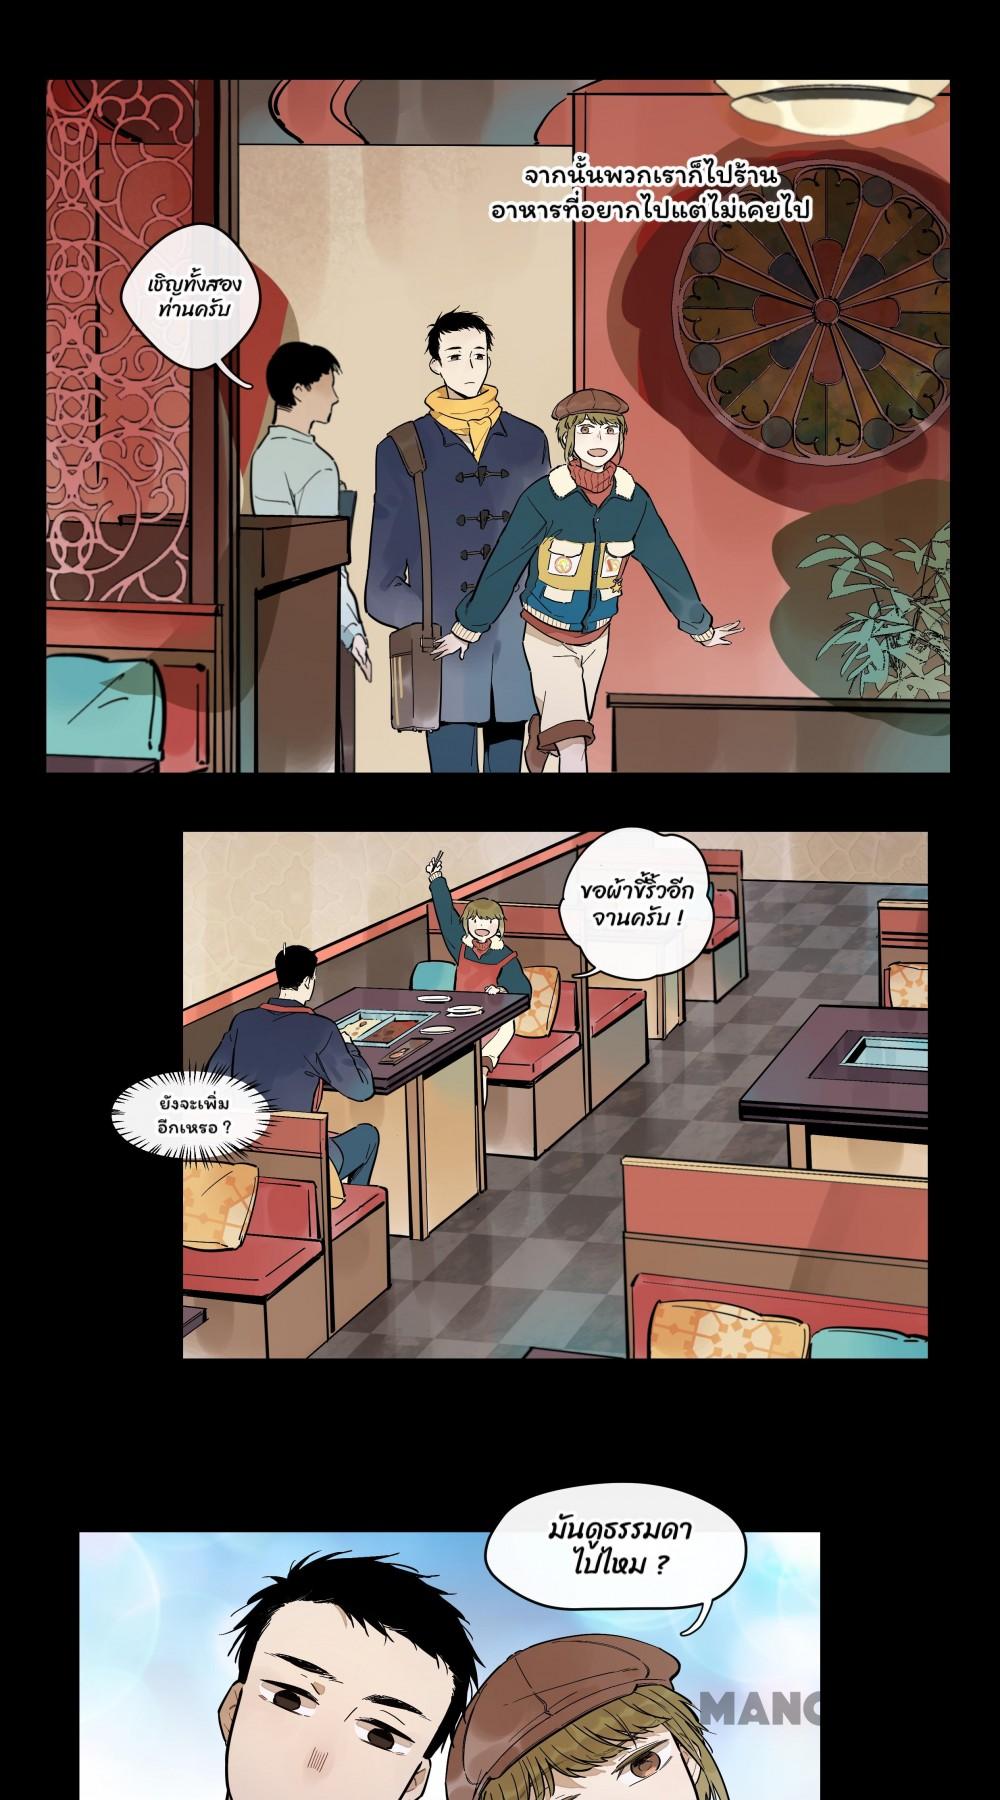 จากนั้นพวกเราก็ไปร้าน
อาหารที่อยากไปแต่ไม่เคยไป
เชิญทั้งสอง
ท่านครับ
ขอผ้าขี้ริ้วอีก
จานครับ !
ยังจะเพิ่ม
อีกเหรอ ?
มันดูธรรมดา
ไปไหม ?